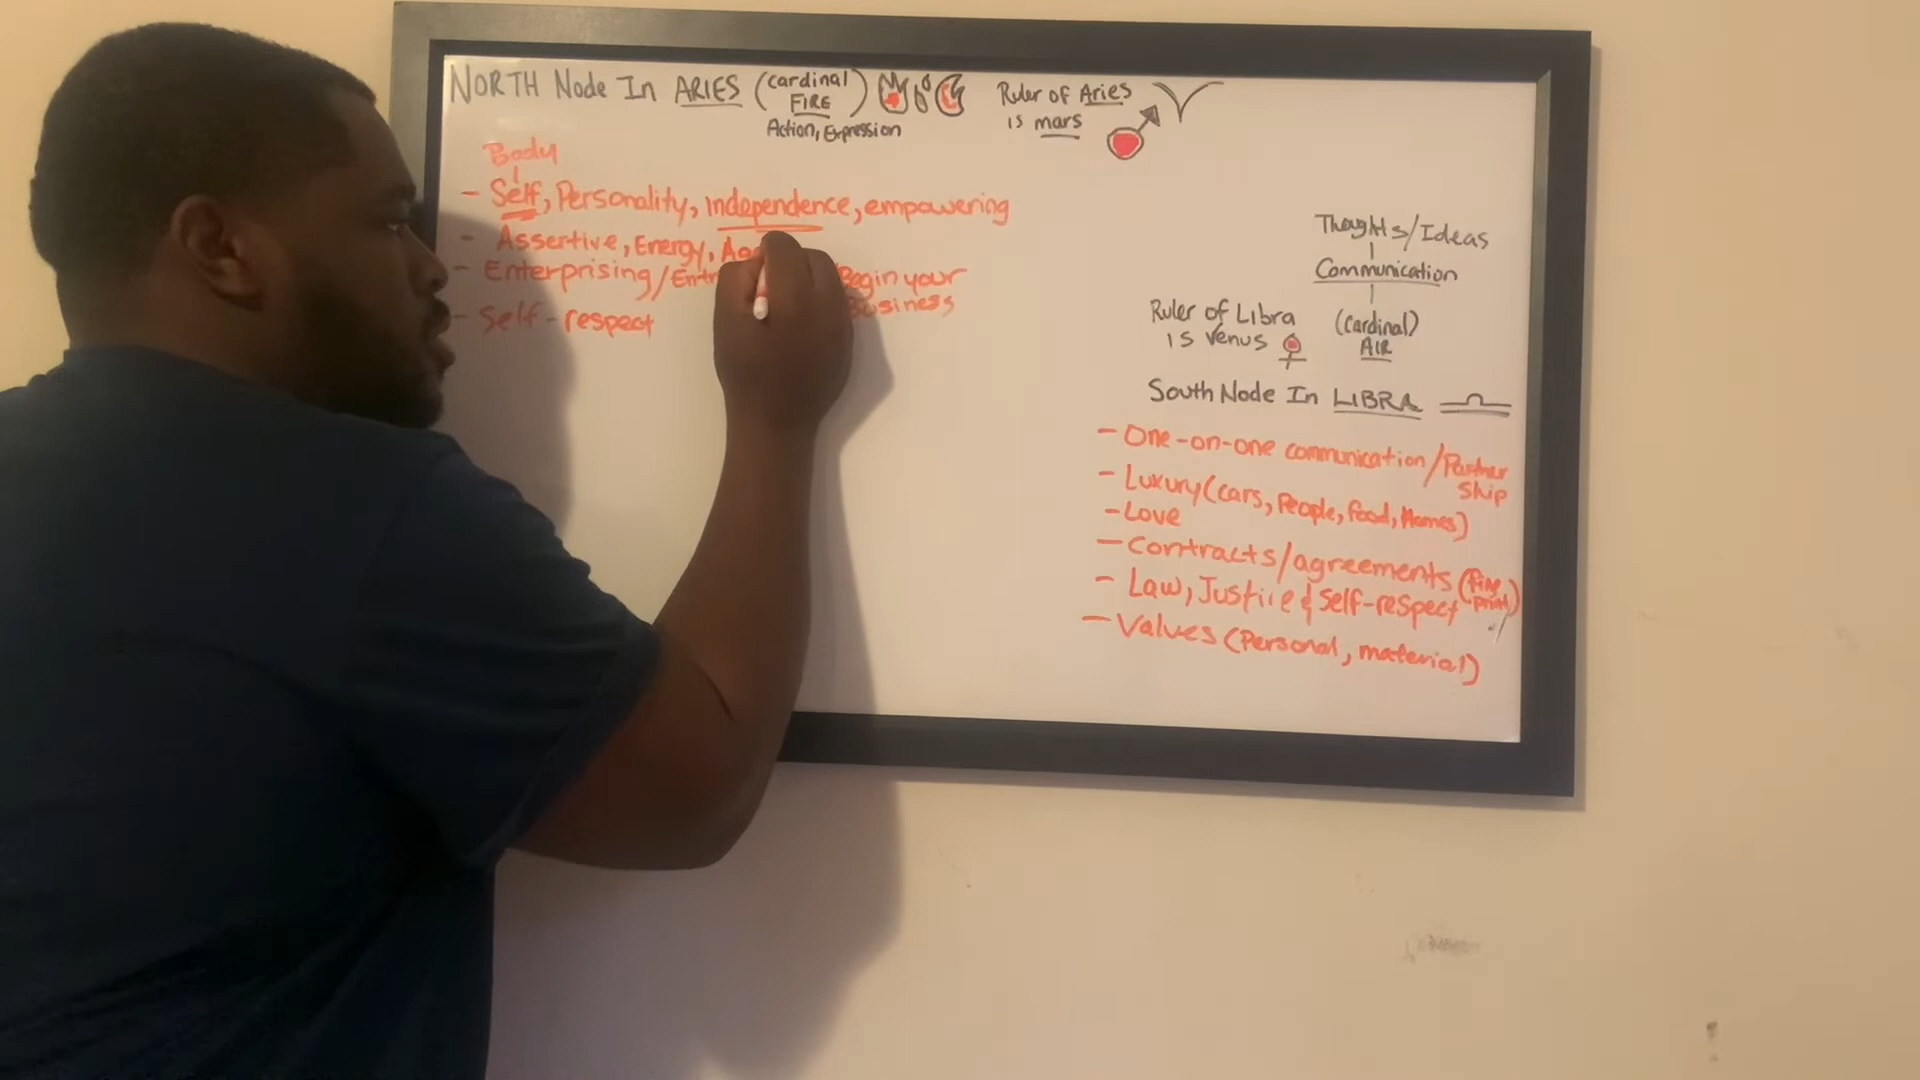 NORTH Node In ARIES (cardinal
FIRE)
Action, Expression
Ruler of Aries
is mars
Body
- Self, Personality, Independence, empowering
- Assertive, Energy,
- Enterprising/ Begin your
Business
- Self-respect
Thoughts/Ideas
Communication
(cardinal)
AIR
Ruler of Libra
is Venus
South Node In LIBRA
- One-on-one communication/Partner
ship
- Luxury(cars, People, food, Homes)
- Love
- Contracts/agreements (fine
print)
- Law, Justice & Self-respect
- Values (Personal, material)